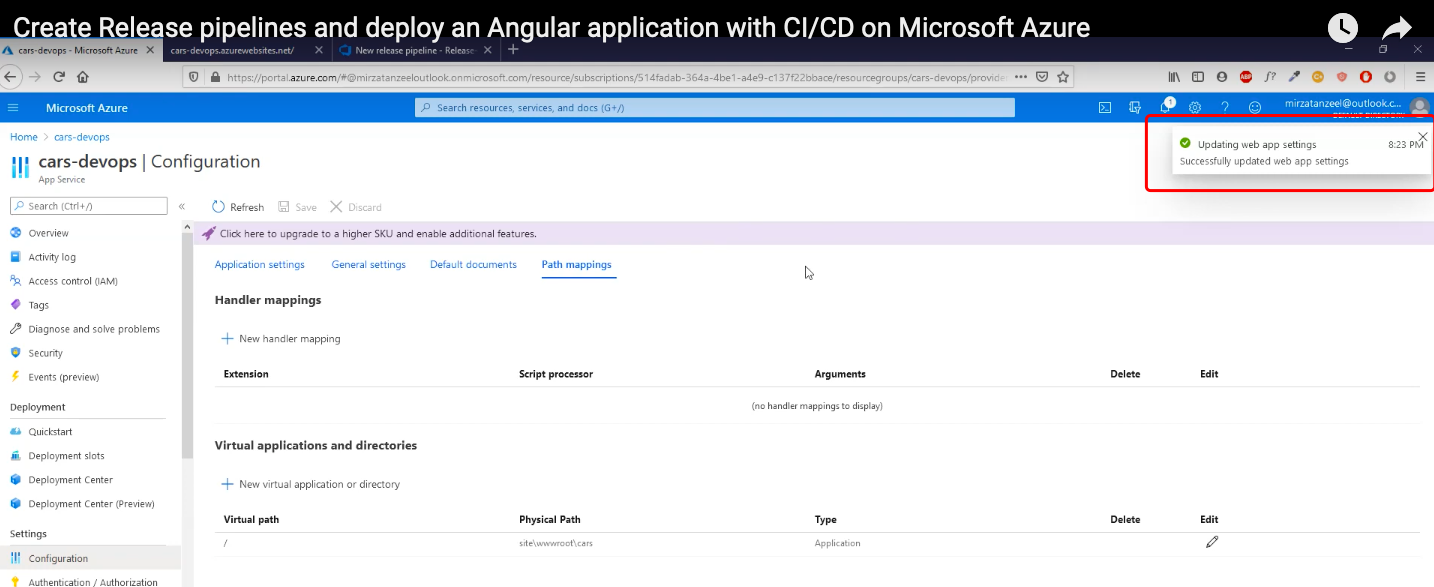 Create Release pipelines and deploy an Angular application with CI/CD on Microsoft Azure
cars-devops - Microsoft Azure
cars-devops.azurewebsites.net/
New release pipeline - Release
https://portal.azure.com/#@mirzatanzeeloutlook.onmicrosoft.com/resource/subscriptions/514fadab-364a-4be1-a4e9-c137f22bbace/resourcegroups/cars-devops/provide
ABP
f?
Microsoft Azure
Search resources, services, and docs (G+/)
1
?
mirzatanzeel@outlook.c...
DEFAULT DIRECTORY
Home > cars-devops
Updating web app settings
8:23 PM
Successfully updated web app settings
cars-devops | Configuration
App Service
Search (Ctrl+/)
«
Refresh
Save
Discard
Click here to upgrade to a higher SKU and enable additional features.
Overview
Activity log
Access control (IAM)
Tags
Diagnose and solve problems
Security
Events (preview)
Deployment
Quickstart
Deployment slots
Deployment Center
Deployment Center (Preview)
Settings
Configuration
Authentication / Authorization
Application settings
General settings
Default documents
Path mappings
Handler mappings
New handler mapping
Extension
Script processor
Arguments
Delete
Edit
(no handler mappings to display)
Virtual applications and directories
New virtual application or directory
Virtual path
Physical Path
Type
Delete
Edit
/
site\wwwroot\cars
Application